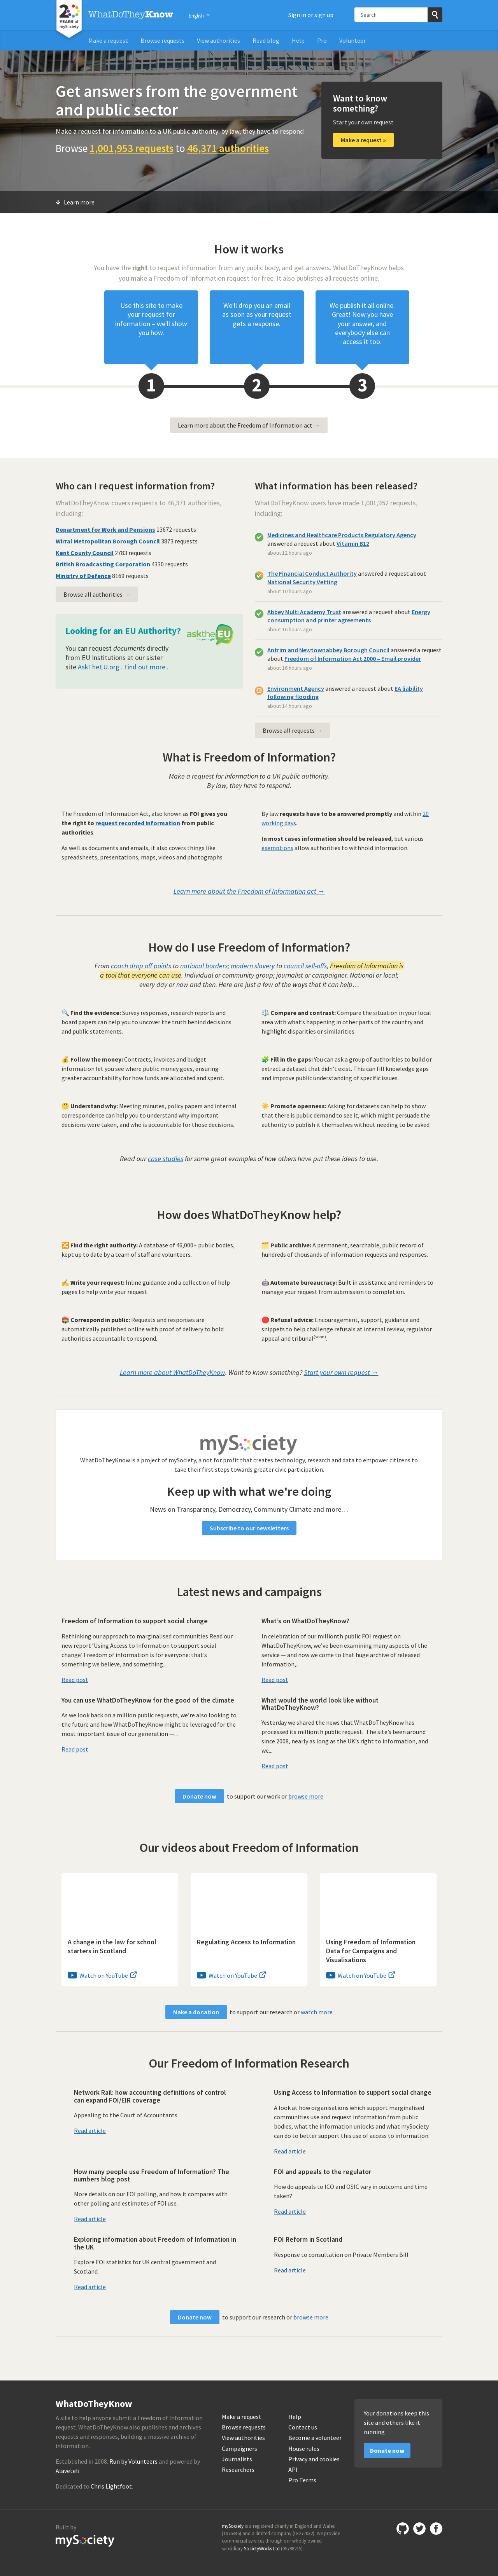 20
YEARS
of my
society
WhatDoTheyKnow
English
Sign in or sign up
Search
Make a request
Browse requests
View authorities
Read blog
Help
Pro
Volunteer
Get answers from the government
and public sector
Make a request for information to a UK public authority: by law, they have to respond
Browse 1,001,953 requests to 46,371 authorities
Want to know
something?
Start your own request
Make a request »
Learn more
How it works
You have the right to request information from any public body, and get answers. WhatDoTheyKnow helps
you make a Freedom of Information request for free. It also publishes all requests online.
Use this site to make
your request for
information – we'll show
you how.
We'll drop you an email
as soon as your request
gets a response.
We publish it all online.
Great! Now you have
your answer, and
everybody else can
access it too.
1
2
3
Learn more about the Freedom of Information act →
Who can I request information from?
WhatDoTheyKnow covers requests to 46,371 authorities,
including:
Department for Work and Pensions 13672 requests
Wirral Metropolitan Borough Council 3873 requests
Kent County Council 2783 requests
British Broadcasting Corporation 4330 requests
Ministry of Defence 8169 requests
Browse all authorities →
Looking for an EU Authority?
You can request documents directly
from EU Institutions at our sister
site AskTheEU.org . Find out more .
asktheEU
What information has been released?
WhatDoTheyKnow users have made 1,001,952 requests,
including:
Medicines and Healthcare Products Regulatory Agency
answered a request about Vitamin B12
about 12 hours ago
The Financial Conduct Authority answered a request about
National Security Vetting
about 10 hours ago
Abbey Multi Academy Trust answered a request about Energy
consumption and printer agreements
about 16 hours ago
Antrim and Newtownabbey Borough Council answered a request
about Freedom of Information Act 2000 – Email provider
about 16 hours ago
Environment Agency answered a request about EA liability
following flooding
about 14 hours ago
Browse all requests →
What is Freedom of Information?
Make a request for information to a UK public authority.
By law, they have to respond.
The Freedom of Information Act, also known as FOI gives you
the right to request recorded information from public
authorities.
As well as documents and emails, it also covers things like
spreadsheets, presentations, maps, videos and photographs.
By law requests have to be answered promptly and within 20
working days.
In most cases information should be released, but various
exemptions allow authorities to withhold information.
Learn more about the Freedom of Information act →
How do I use Freedom of Information?
From coach drop off points to national borders; modern slavery to council sell-offs, Freedom of Information is
a tool that everyone can use. Individual or community group; journalist or campaigner. National or local;
every day or now and then. Here are just a few of the ways that it can help…
🔍 Find the evidence: Survey responses, research reports and
board papers can help you to uncover the truth behind decisions
and public statements.
⚖️ Compare and contrast: Compare the situation in your local
area with what's happening in other parts of the country and
highlight disparities or similarities.
💰 Follow the money: Contracts, invoices and budget
information let you see where public money goes, ensuring
greater accountability for how funds are allocated and spent.
🧩 Fill in the gaps: You can ask a group of authorities to build or
extract a dataset that didn't exist. This can fill knowledge gaps
and improve public understanding of specific issues.
🤔 Understand why: Meeting minutes, policy papers and internal
correspondence can help you to understand why important
decisions were taken, and who is accountable for those decisions.
☀️ Promote openness: Asking for datasets can help to show
that there is public demand to see it, which might persuade the
authority to publish it themselves without needing to be asked.
Read our case studies for some great examples of how others have put these ideas to use.
How does WhatDoTheyKnow help?
🔀 Find the right authority: A database of 46,000+ public bodies,
kept up to date by a team of staff and volunteers.
🗂️ Public archive: A permanent, searchable, public record of
hundreds of thousands of information requests and responses.
✍️ Write your request: Inline guidance and a collection of help
pages to help write your request.
🤖 Automate bureaucracy: Built in assistance and reminders to
manage your request from submission to completion.
📮 Correspond in public: Requests and responses are
automatically published online with proof of delivery to hold
authorities accountable to respond.
🛑 Refusal advice: Encouragement, support, guidance and
snippets to help challenge refusals at internal review, regulator
appeal and tribunal(soon).
Learn more about WhatDoTheyKnow. Want to know something? Start your own request →
mySociety
WhatDoTheyKnow is a project of mySociety, a not for profit that creates technology, research and data to empower citizens to
take their first steps towards greater civic participation.
Keep up with what we're doing
News on Transparency, Democracy, Community Climate and more…
Subscribe to our newsletters
Latest news and campaigns
Freedom of Information to support social change
Rethinking our approach to marginalised communities Read our
new report 'Using Access to Information to support social
change' Freedom of information is for everyone: that's
something we believe, and something...
Read post
What's on WhatDoTheyKnow?
In celebration of our millionth public FOI request on
WhatDoTheyKnow, we've been examining many aspects of the
service — and now we come to that huge archive of released
information,...
Read post
You can use WhatDoTheyKnow for the good of the climate
As we look back on a million public requests, we're also looking to
the future and how WhatDoTheyKnow might be leveraged for the
most important issue of our generation —...
Read post
What would the world look like without
WhatDoTheyKnow?
Yesterday we shared the news that WhatDoTheyKnow has
processed its millionth public request.  The site's been around
since 2008, nearly as long as the UK's right to information, and
we...
Read post
Donate now to support our work or browse more
Our videos about Freedom of Information
A change in the law for school
starters in Scotland
Watch on YouTube
Regulating Access to Information
Watch on YouTube
Using Freedom of Information
Data for Campaigns and
Visualisations
Watch on YouTube
Make a donation to support our research or watch more
Our Freedom of Information Research
Network Rail: how accounting definitions of control
can expand FOI/EIR coverage
Appealing to the Court of Accountants.
Read article
Using Access to Information to support social change
A look at how organisations which support marginalised
communities use and request information from public
bodies, what the information unlocks and what mySociety
can do to better support this use of access to information.
Read article
How many people use Freedom of Information? The
numbers blog post
More details on our FOI polling, and how it compares with
other polling and estimates of FOI use.
Read article
FOI and appeals to the regulator
How do appeals to ICO and OSIC vary in outcome and time
taken?
Read article
Exploring information about Freedom of Information in
the UK
Explore FOI statistics for UK central government and
Scotland.
Read article
FOI Reform in Scotland
Response to consultation on Private Members Bill
Read article
Donate now to support our research or browse more
WhatDoTheyKnow
A site to help anyone submit a Freedom of Information
request. WhatDoTheyKnow also publishes and archives
requests and responses, building a massive archive of
information.
Established in 2008. Run by Volunteers and powered by
Alaveteli
Dedicated to Chris Lightfoot.
Make a request
Browse requests
View authorities
Campaigners
Journalists
Researchers
Help
Contact us
Become a volunteer
House rules
Privacy and cookies
API
Pro Terms
Your donations keep this
site and others like it
running
Donate now
Built by
mySociety
mySociety is a registered charity in England and Wales
(1076346) and a limited company (03277032). We provide
commercial services through our wholly owned
subsidiary SocietyWorks Ltd (05798215).